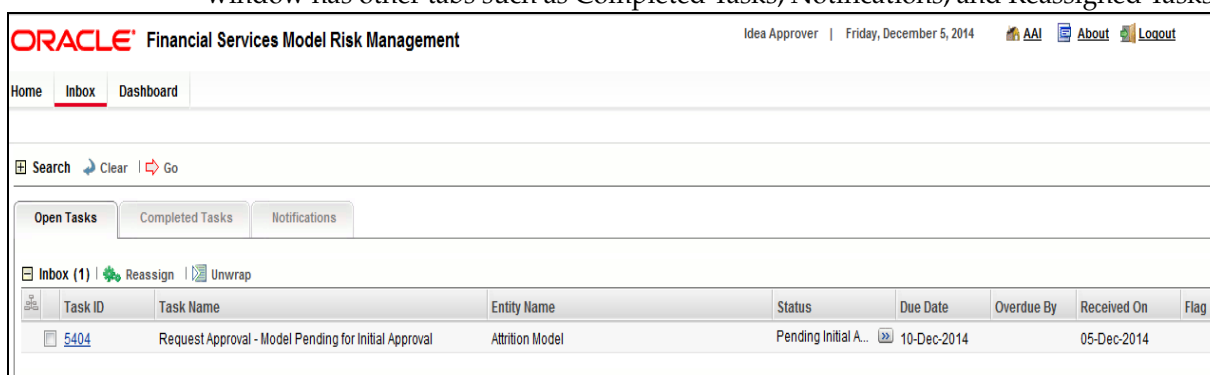 window has other tabs such as Completed Tasks, Notifications, and Reassigned Tasks
ORACLE® Financial Services Model Risk Management Idea Approver | Friday, December 5, 2014 AAI About Logout
Home Inbox Dashboard
Search Clear | Go
Open Tasks Completed Tasks Notifications
Inbox (1) | Reassign | Unwrap
Task ID Task Name Entity Name Status Due Date Overdue By Received On Flag
5404 Request Approval - Model Pending for Initial Approval Attrition Model Pending Initial A... 10-Dec-2014 05-Dec-2014